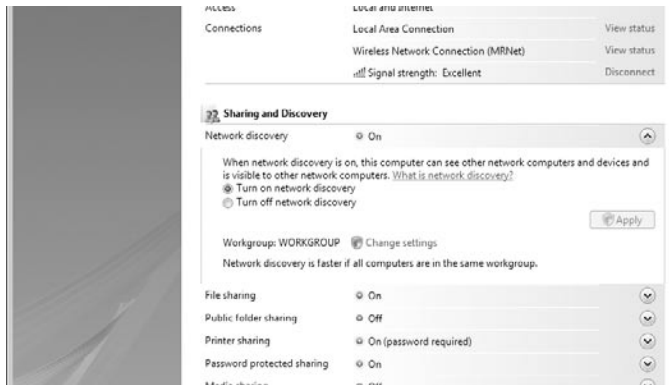 Access Local and Internet
Connections Local Area Connection View status
Wireless Network Connection (MRNet) View status
Signal strength: Excellent Disconnect
Sharing and Discovery
Network discovery On
When network discovery is on, this computer can see other network computers and devices and
is visible to other network computers. What is network discovery?
Turn on network discovery
Turn off network discovery
Apply
Workgroup: WORKGROUP Change settings
Network discovery is faster if all computers are in the same workgroup.
File sharing On
Public folder sharing Off
Printer sharing On (password required)
Password protected sharing On
Media sharing Off